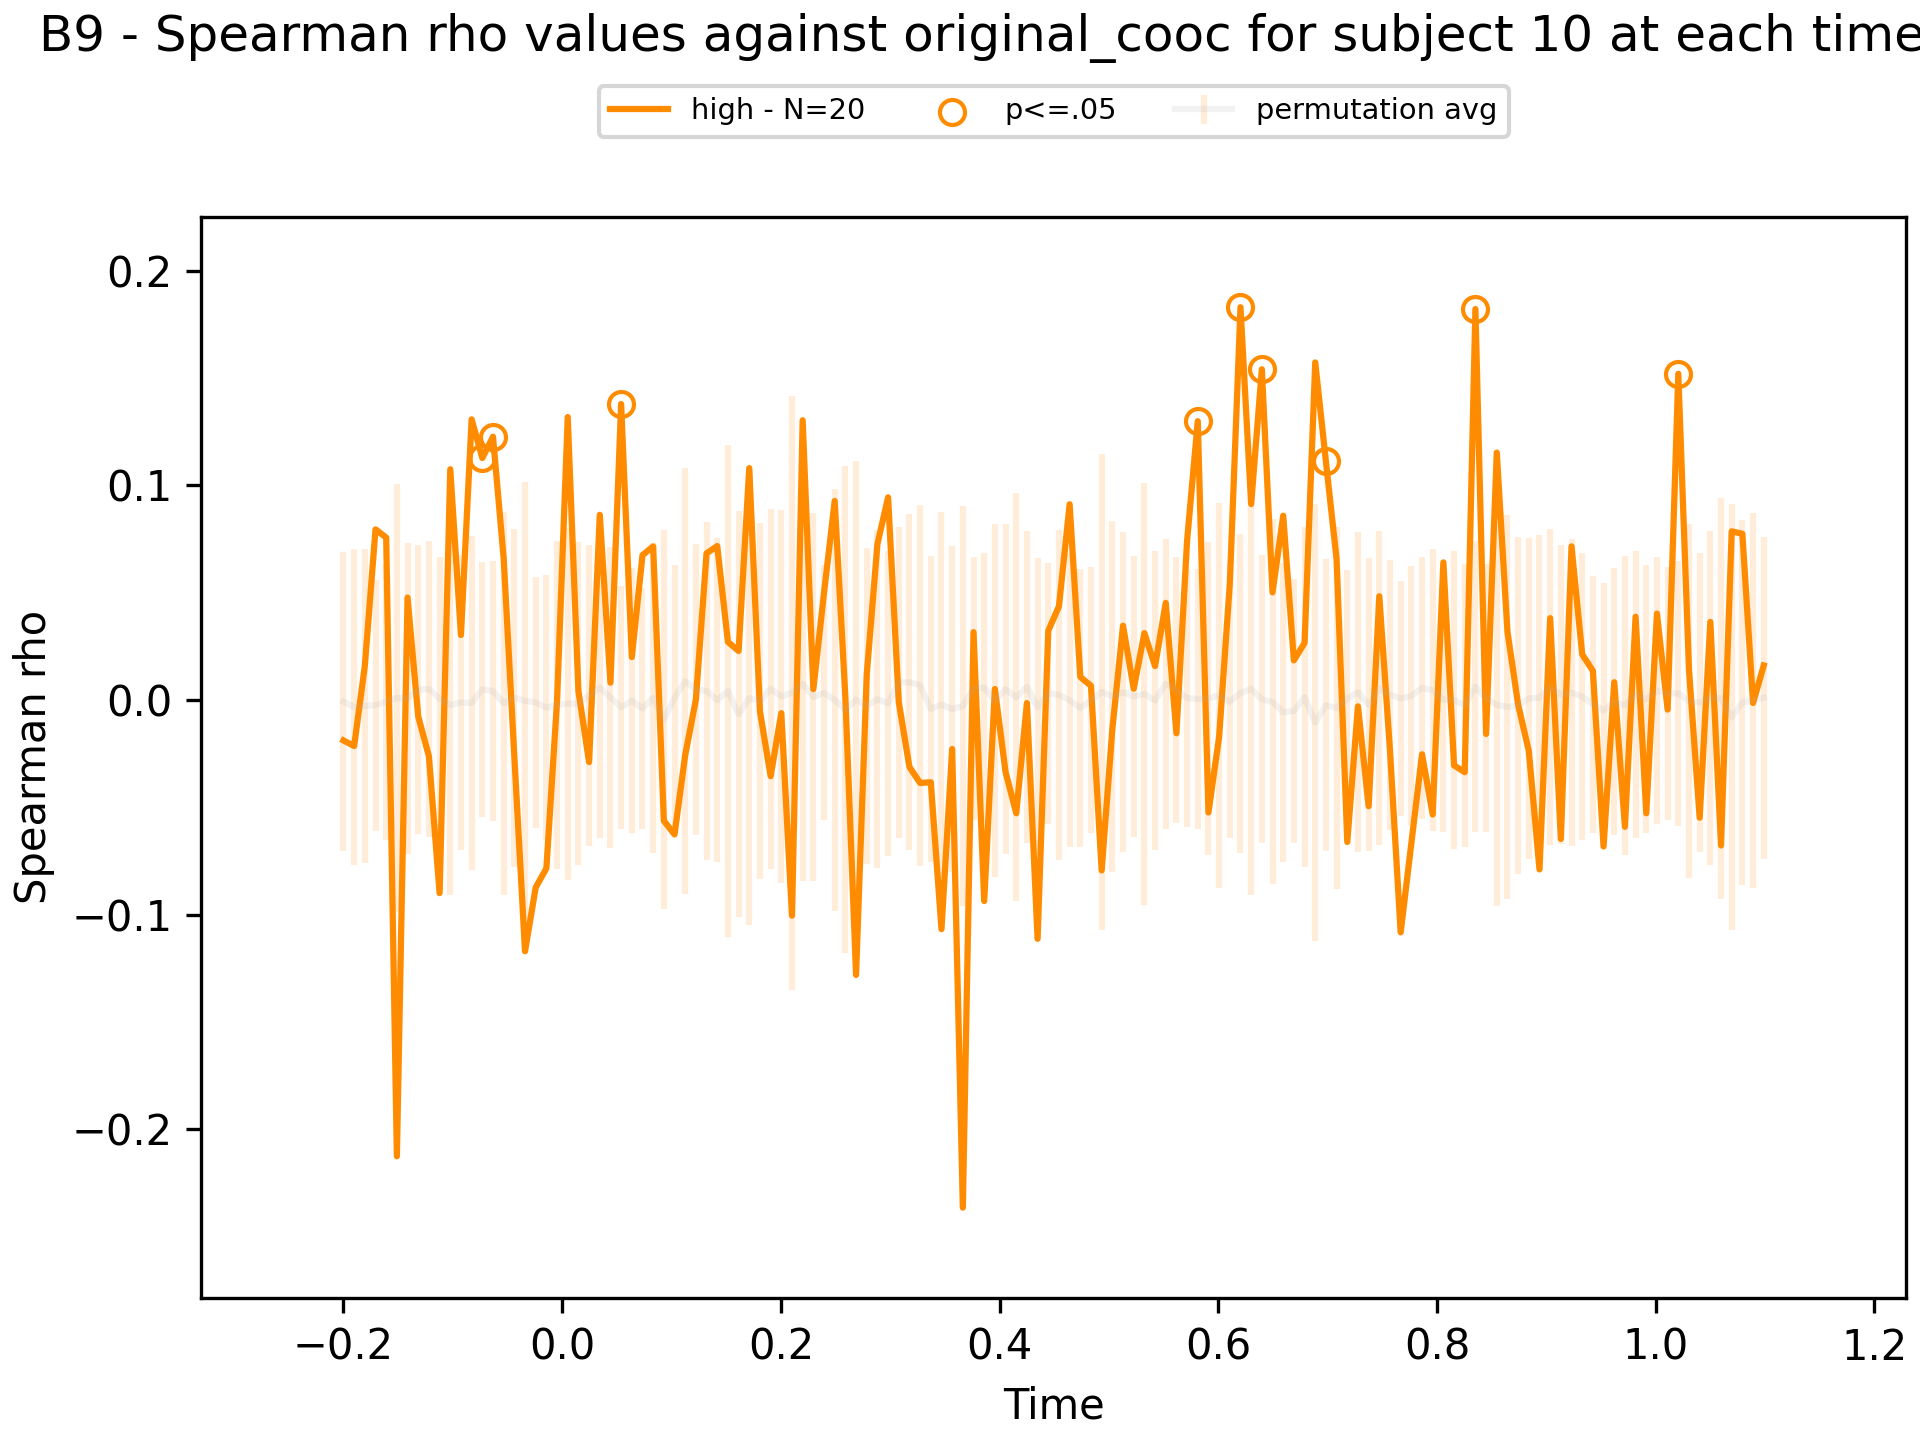 B9 - Spearman rho values against original_cooc for subject 10 at each time
high - N=20 p<=.05 permutation avg
0.2
0.1
0.0
−0.1
−0.2
Spearman rho
−0.2 0.0 0.2 0.4 0.6 0.8 1.0 1.2
Time